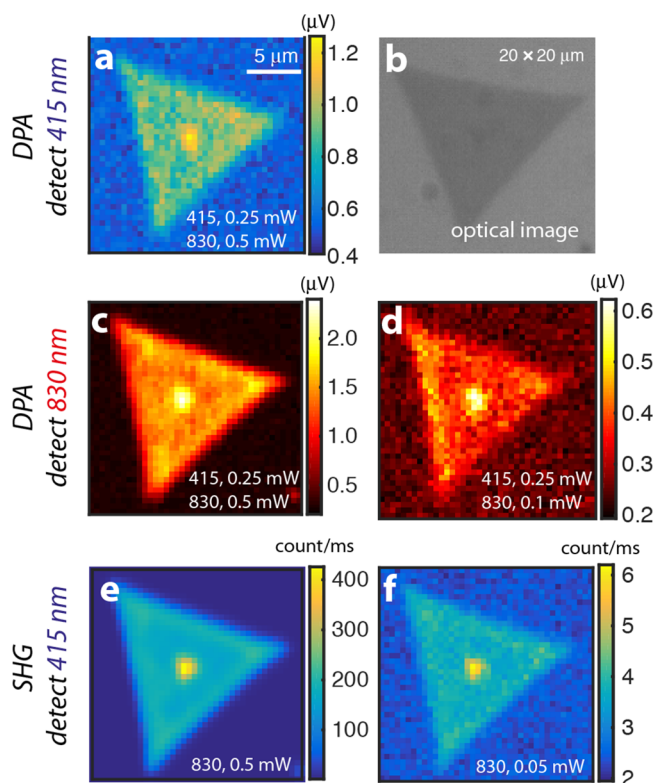 (μV)
a
5 μm
1.2
1.0
0.8
0.6
0.4
DPA
detect 415 nm
415, 0.25 mW
830, 0.5 mW
b
20 × 20 μm
optical image
(μV)
c
2.0
1.5
1.0
0.5
DPA
detect 830 nm
415, 0.25 mW
830, 0.5 mW
(μV)
d
0.6
0.5
0.4
0.3
0.2
415, 0.25 mW
830, 0.1 mW
count/ms
e
400
300
200
100
SHG
detect 415 nm
830, 0.5 mW
count/ms
f
6
5
4
3
2
830, 0.05 mW